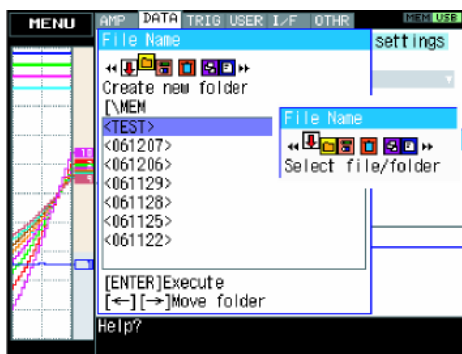 MENU
AMP DATA TRIG USER I/F OTHR
MEM USB
File Name
settings
Create new folder
[\MEM
<TEST>
<061207>
<061206>
<061129>
<061128>
<061125>
<061122>
File Name
Select file/folder
[ENTER]Execute
[←][→]Move folder
Help?